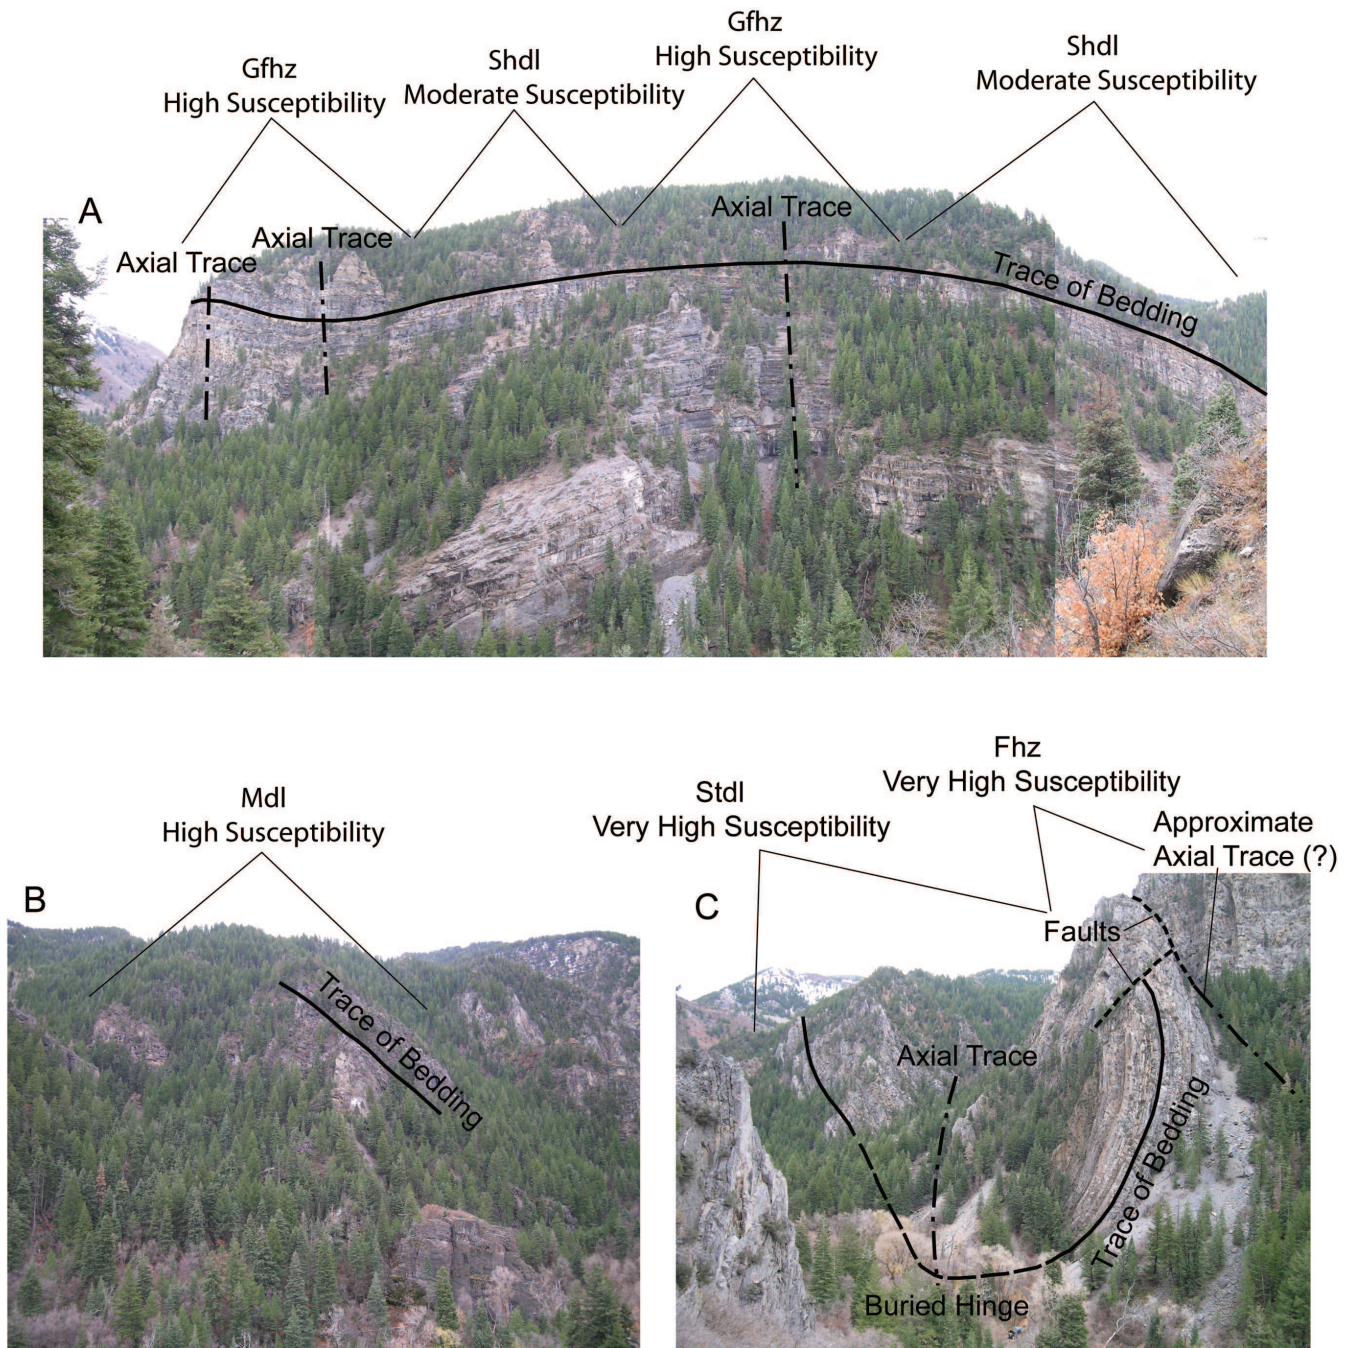 Gfhz
High Susceptibility
Shdl
Moderate Susceptibility
Gfhz
High Susceptibility
Shdl
Moderate Susceptibility
A
Axial Trace
Axial Trace
Axial Trace
Trace of Bedding
Mdl
High Susceptibility
B
Trace of Bedding
Stdl
Very High Susceptibility
Fhz
Very High Susceptibility
Approximate
Axial Trace (?)
C
Faults
Axial Trace
Trace of Bedding
Buried Hinge